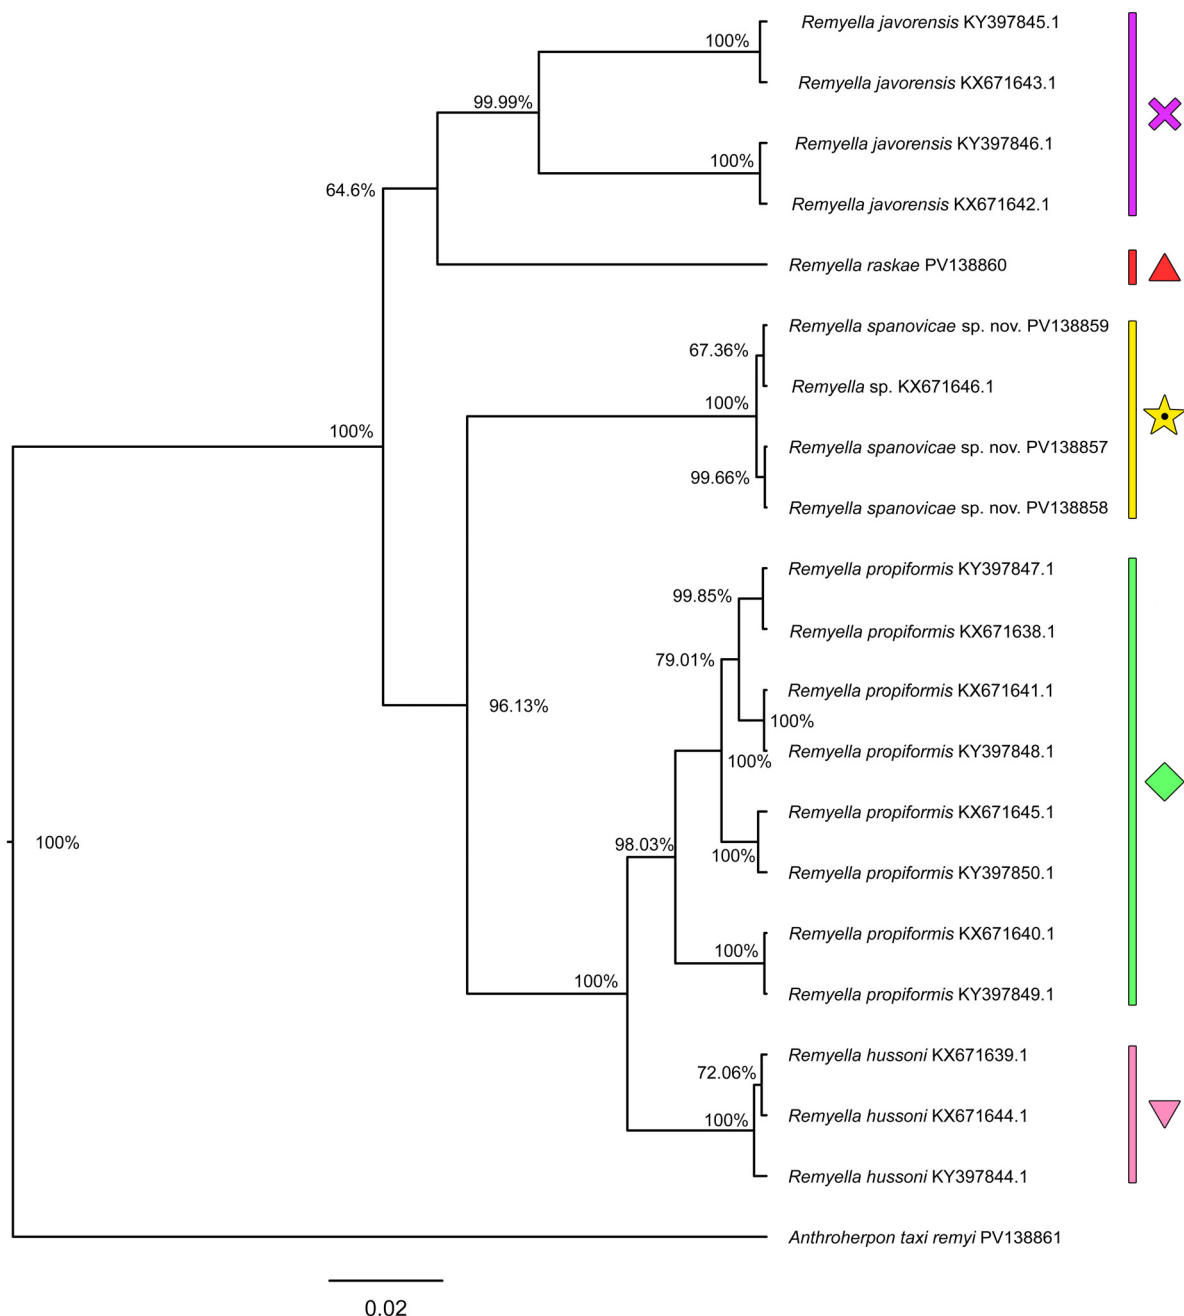 Remyella javorensis KY397845.1
100%
Remyella javorensis KX671643.1
99.99%
Remyella javorensis KY397846.1
100%
64.6%
Remyella javorensis KX671642.1
Remyella raskae PV138860
Remyella spanovicae sp. nov. PV138859
67.36%
Remyella sp. KX671646.1
100%
100%
Remyella spanovicae sp. nov. PV138857
99.66%
Remyella spanovicae sp. nov. PV138858
Remyella propiformis KY397847.1
99.85%
Remyella propiformis KX671638.1
79.01%
Remyella propiformis KX671641.1
96.13%
100%
Remyella propiformis KY397848.1
100%
Remyella propiformis KX671645.1
100%
98.03%
100%
Remyella propiformis KY397850.1
Remyella propiformis KX671640.1
100%
100%
Remyella propiformis KY397849.1
Remyella hussoni KX671639.1
72.06%
Remyella hussoni KX671644.1
100%
Remyella hussoni KY397844.1
Anthroherpon taxi remyi PV138861
0.02